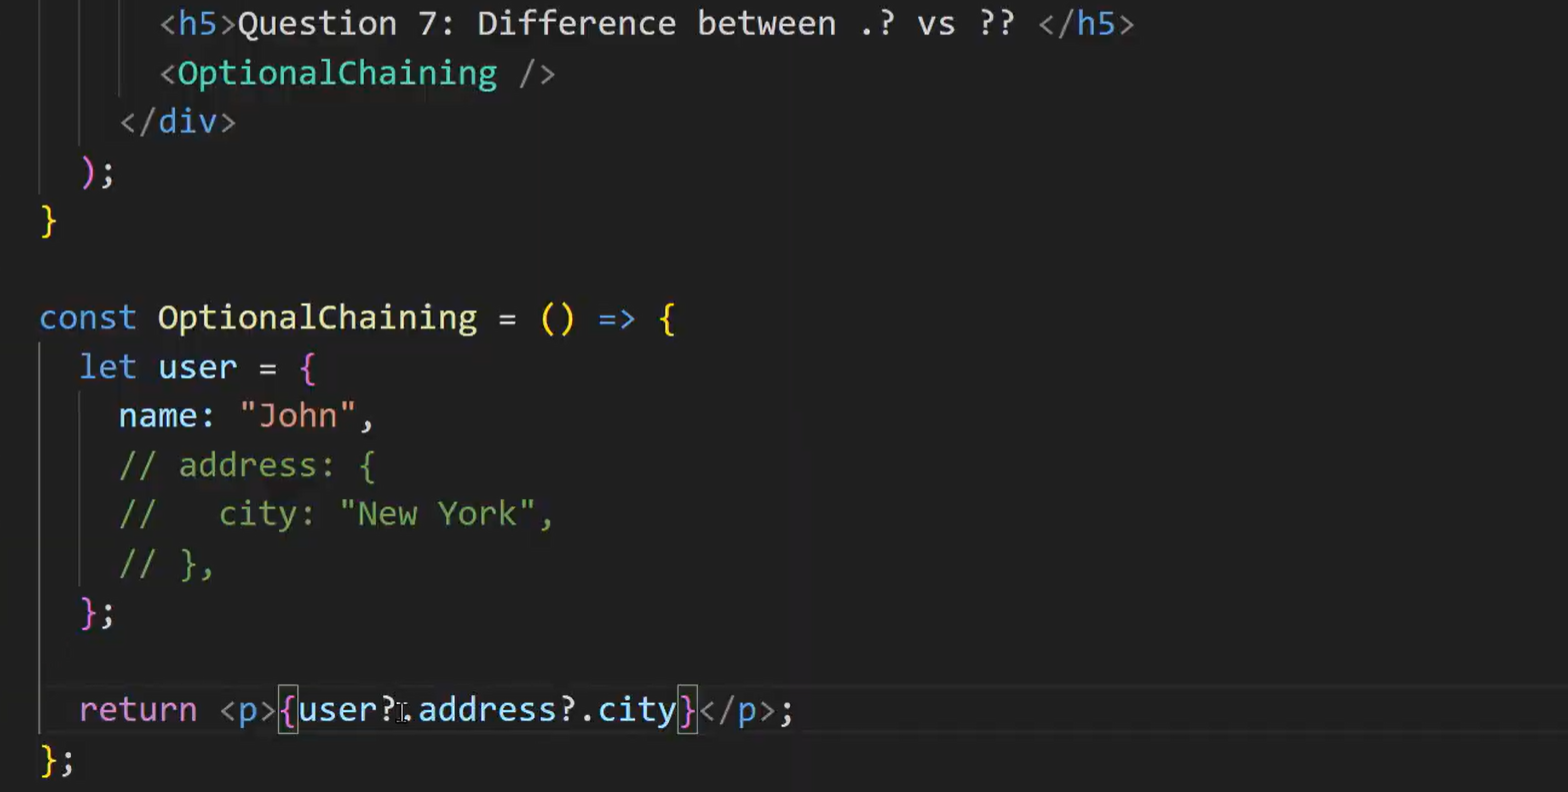 <h5>Question 7: Difference between .? vs ?? </h5>
<OptionalChaining />
</div>
);
}
const OptionalChaining = () => {
let user = {
name: "John",
// address: {
//   city: "New York",
// },
};
return <p>{user?.address?.city}</p>;
};